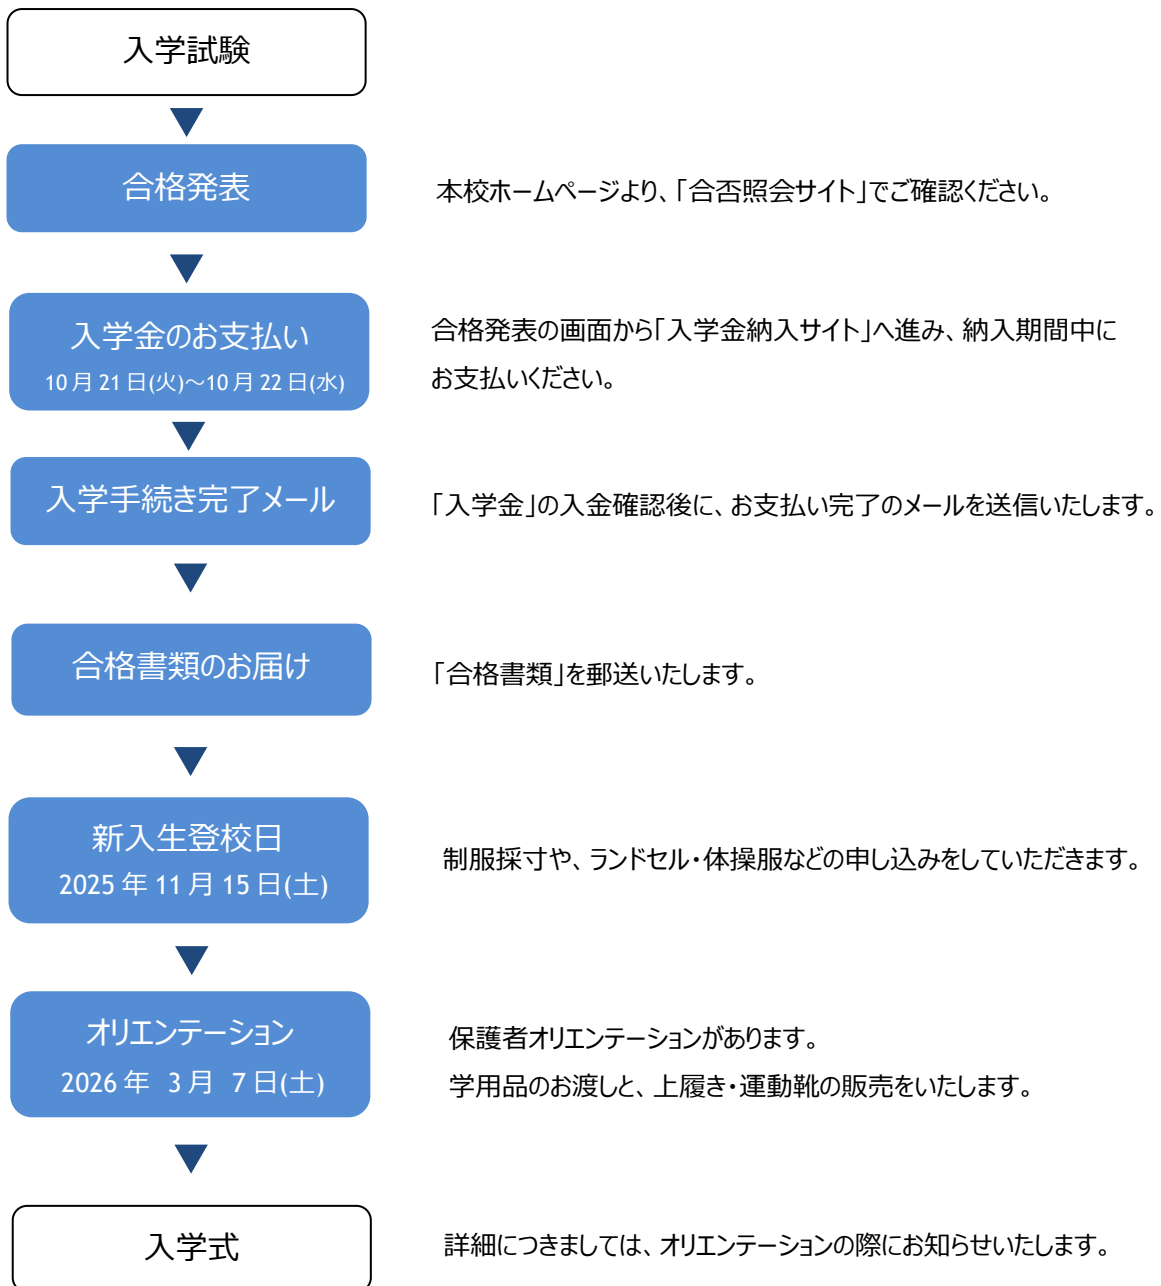 入学試験
合格発表
本校ホームページより、「合否照会サイト」でご確認ください。
入学金のお支払い
10月21日(火)～10月22日(水)
合格発表の画面から「入学金納入サイト」へ進み、納入期間中に
お支払いください。
入学手続き完了メール
「入学金」の入金確認後に、お支払い完了のメールを送信いたします。
合格書類のお届け
「合格書類」を郵送いたします。
新入生登校日
2025年11月15日(土)
制服採寸や、ランドセル・体操服などの申し込みをしていただきます。
オリエンテーション
2026年 3月 7日(土)
保護者オリエンテーションがあります。
学用品のお渡しと、上履き・運動靴の販売をいたします。
入学式
詳細につきましては、オリエンテーションの際にお知らせいたします。